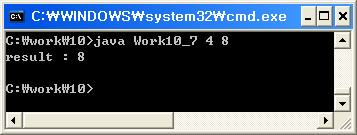 C:₩WINDOWS₩system32₩cmd.exe
C:₩work₩10>java Work10_7 4 8
result : 8
C:₩work₩10>